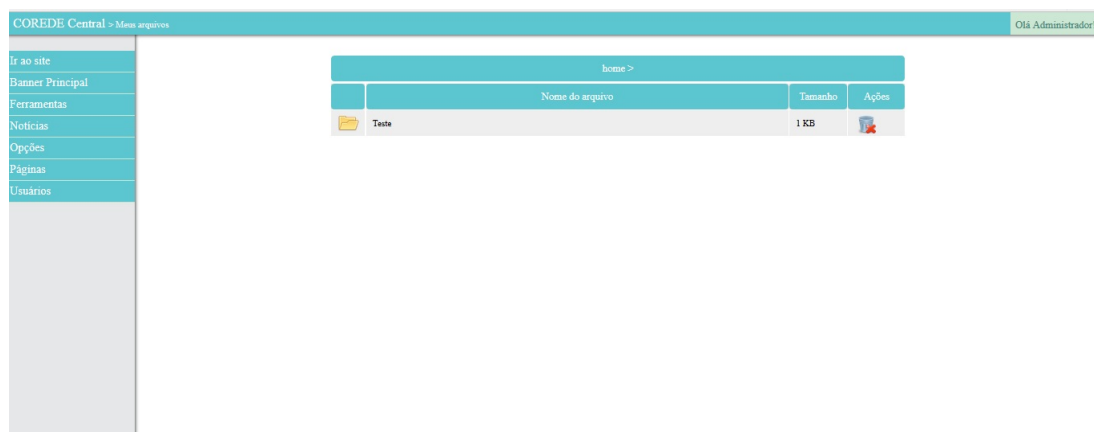 COREDE Central > Meus arquivos
Olá Administrador!
Ir ao site
Banner Principal
Ferramentas
Notícias
Opções
Páginas
Usuários
home >
Nome do arquivo Tamanho Ações
Teste 1 KB